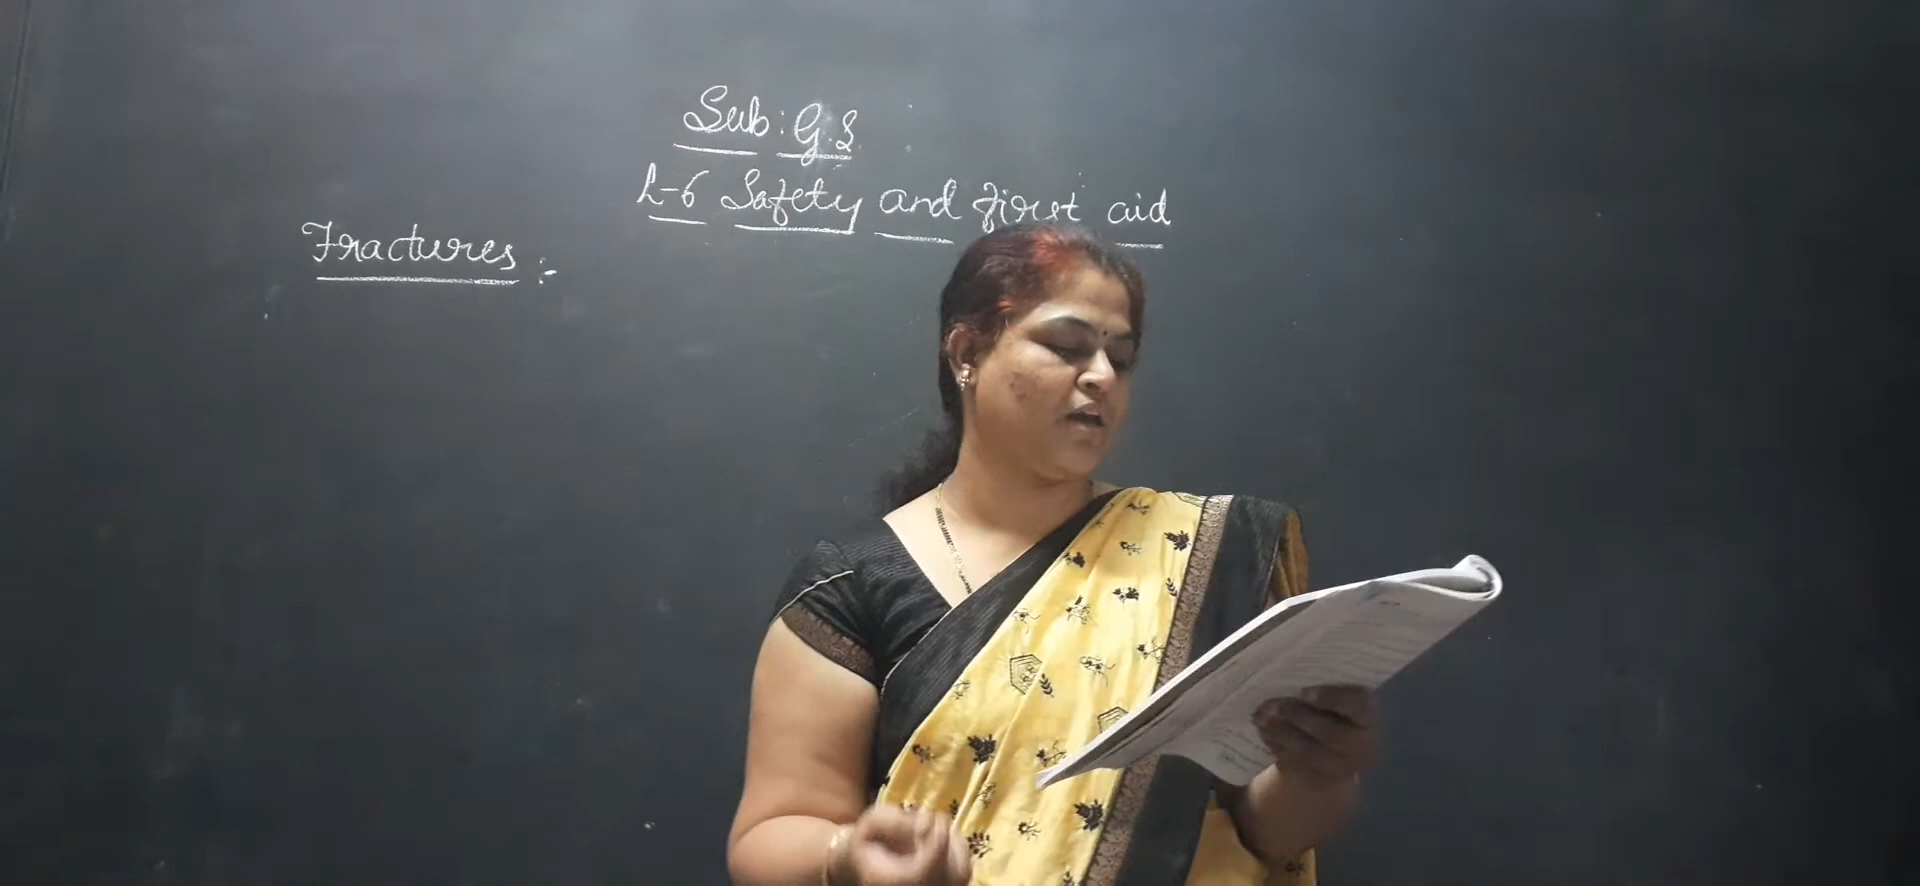 Sub: G.S
L-6 Safety and first aid
Fractures :-